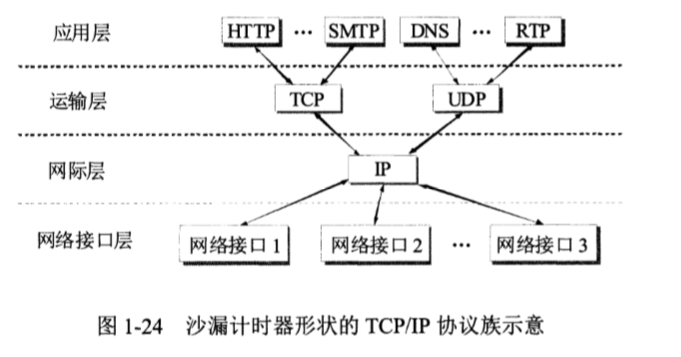 应用层 HTTP … SMTP DNS … RTP
运输层 TCP UDP
网际层 IP
网络接口层 网络接口 1 网络接口 2 … 网络接口 3
图 1-24 沙漏计时器形状的 TCP/IP 协议族示意